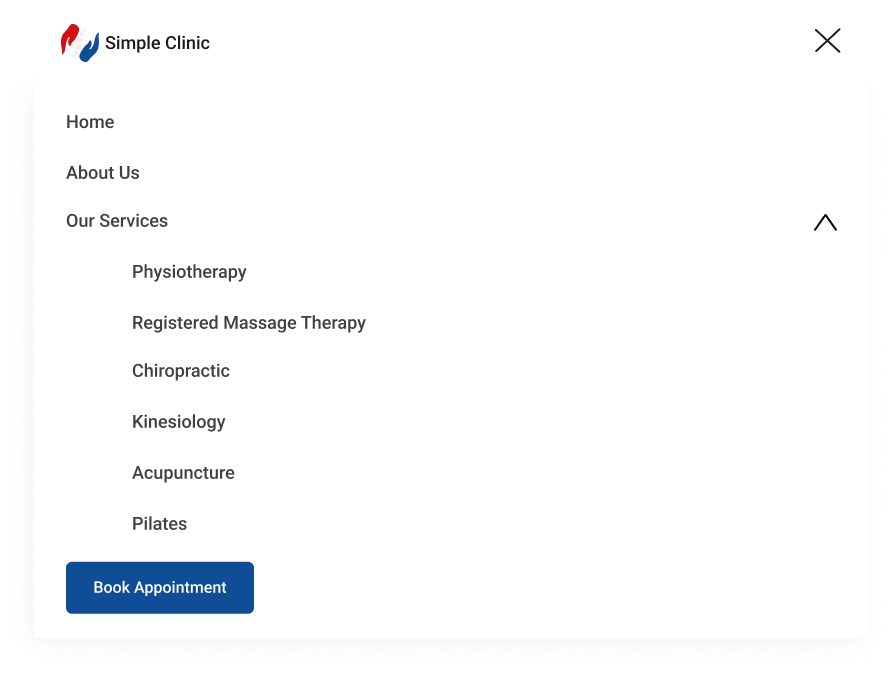 Simple Clinic
Home
About Us
Our Services
Physiotherapy
Registered Massage Therapy
Chiropractic
Kinesiology
Acupuncture
Pilates
Book Appointment